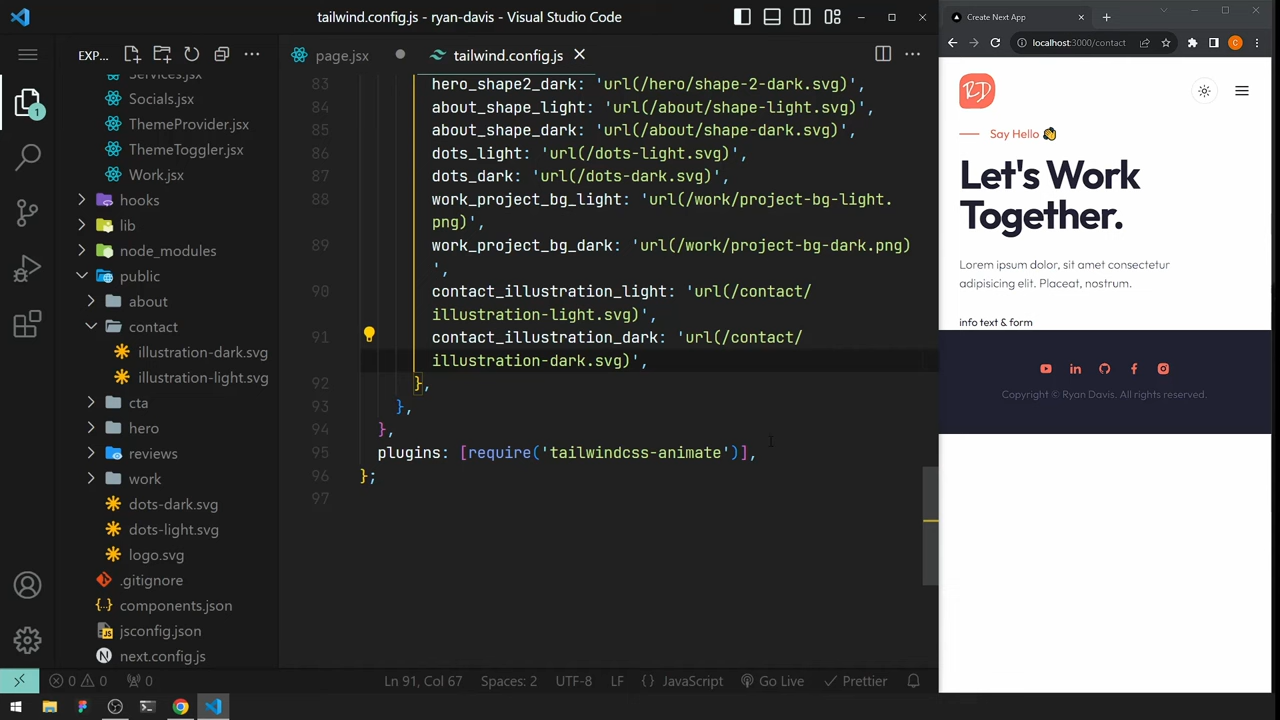 tailwind.config.js - ryan-davis - Visual Studio Code
EXP...
page.jsx
tailwind.config.js
Services.jsx
Socials.jsx
ThemeProvider.jsx
ThemeToggler.jsx
Work.jsx
hooks
lib
node_modules
public
about
contact
illustration-dark.svg
illustration-light.svg
cta
hero
reviews
work
dots-dark.svg
dots-light.svg
logo.svg
.gitignore
components.json
jsconfig.json
next.config.js
1
83 hero_shape2_dark: 'url(/hero/shape-2-dark.svg)',
84 about_shape_light: 'url(/about/shape-light.svg)',
85 about_shape_dark: 'url(/about/shape-dark.svg)',
86 dots_light: 'url(/dots-light.svg)',
87 dots_dark: 'url(/dots-dark.svg)',
88 work_project_bg_light: 'url(/work/project-bg-light.
png)',
89 work_project_bg_dark: 'url(/work/project-bg-dark.png)
',
90 contact_illustration_light: 'url(/contact/
illustration-light.svg)',
91 contact_illustration_dark: 'url(/contact/
illustration-dark.svg)',
92 },
93 },
94 },
95 plugins: [require('tailwindcss-animate')],
96 };
97
0 0 0
Ln 91, Col 67
Spaces: 2
UTF-8
LF
{} JavaScript
Go Live
Prettier
Create Next App
localhost:3000/contact
C
RD
Say Hello 👋
Let's Work
Together.
Lorem ipsum dolor, sit amet consectetur
adipisicing elit. Placeat, nostrum.
info text & form
Copyright © Ryan Davis. All rights reserved.